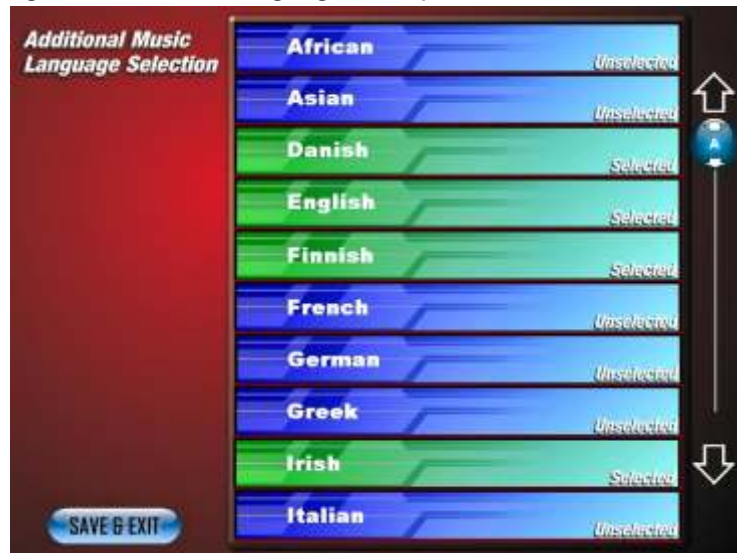 Additional Music
Language Selection
African
Unselected
Asian
Unselected
Danish
Selected
English
Selected
Finnish
Selected
French
Unselected
German
Unselected
Greek
Unselected
Irish
Selected
Italian
Unselected
A
SAVE & EXIT